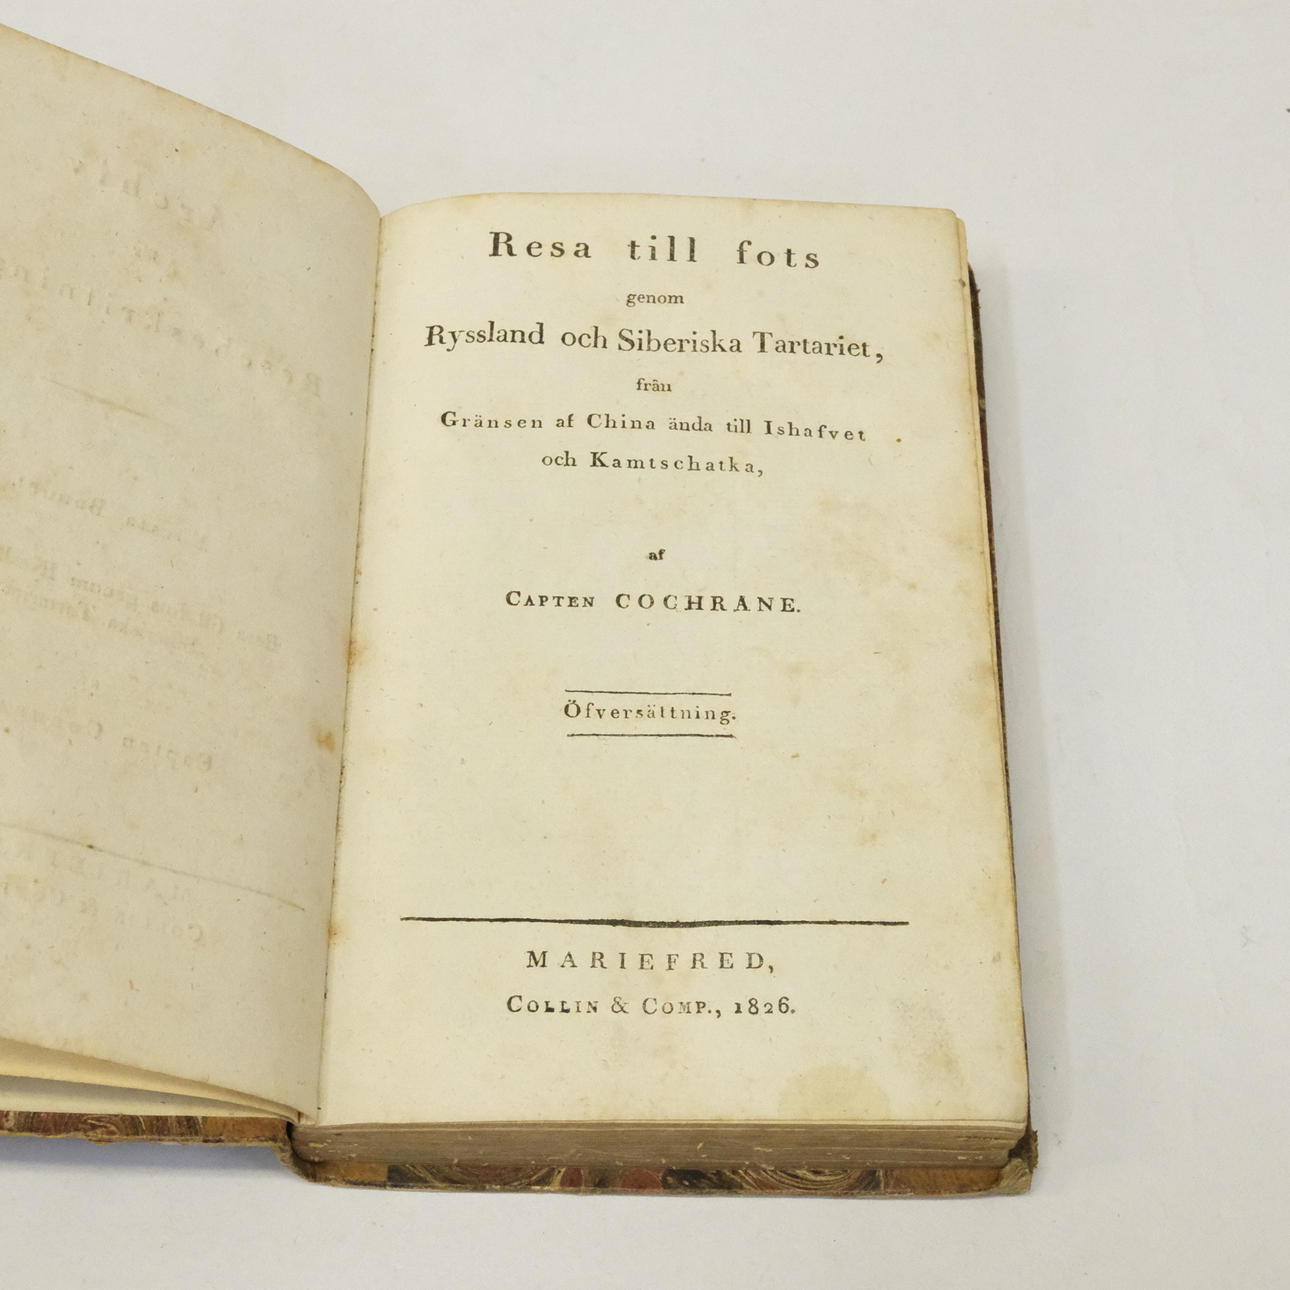 Resa till fots
genom
Ryssland och Siberiska Tartariet,
från
Gränsen af China ända till Ishafvet
och Kamtschatka,
af
CAPTEN COCHRANE.
Öfversättning.
MARIEFRED,
COLLIN & COMP., 1826.